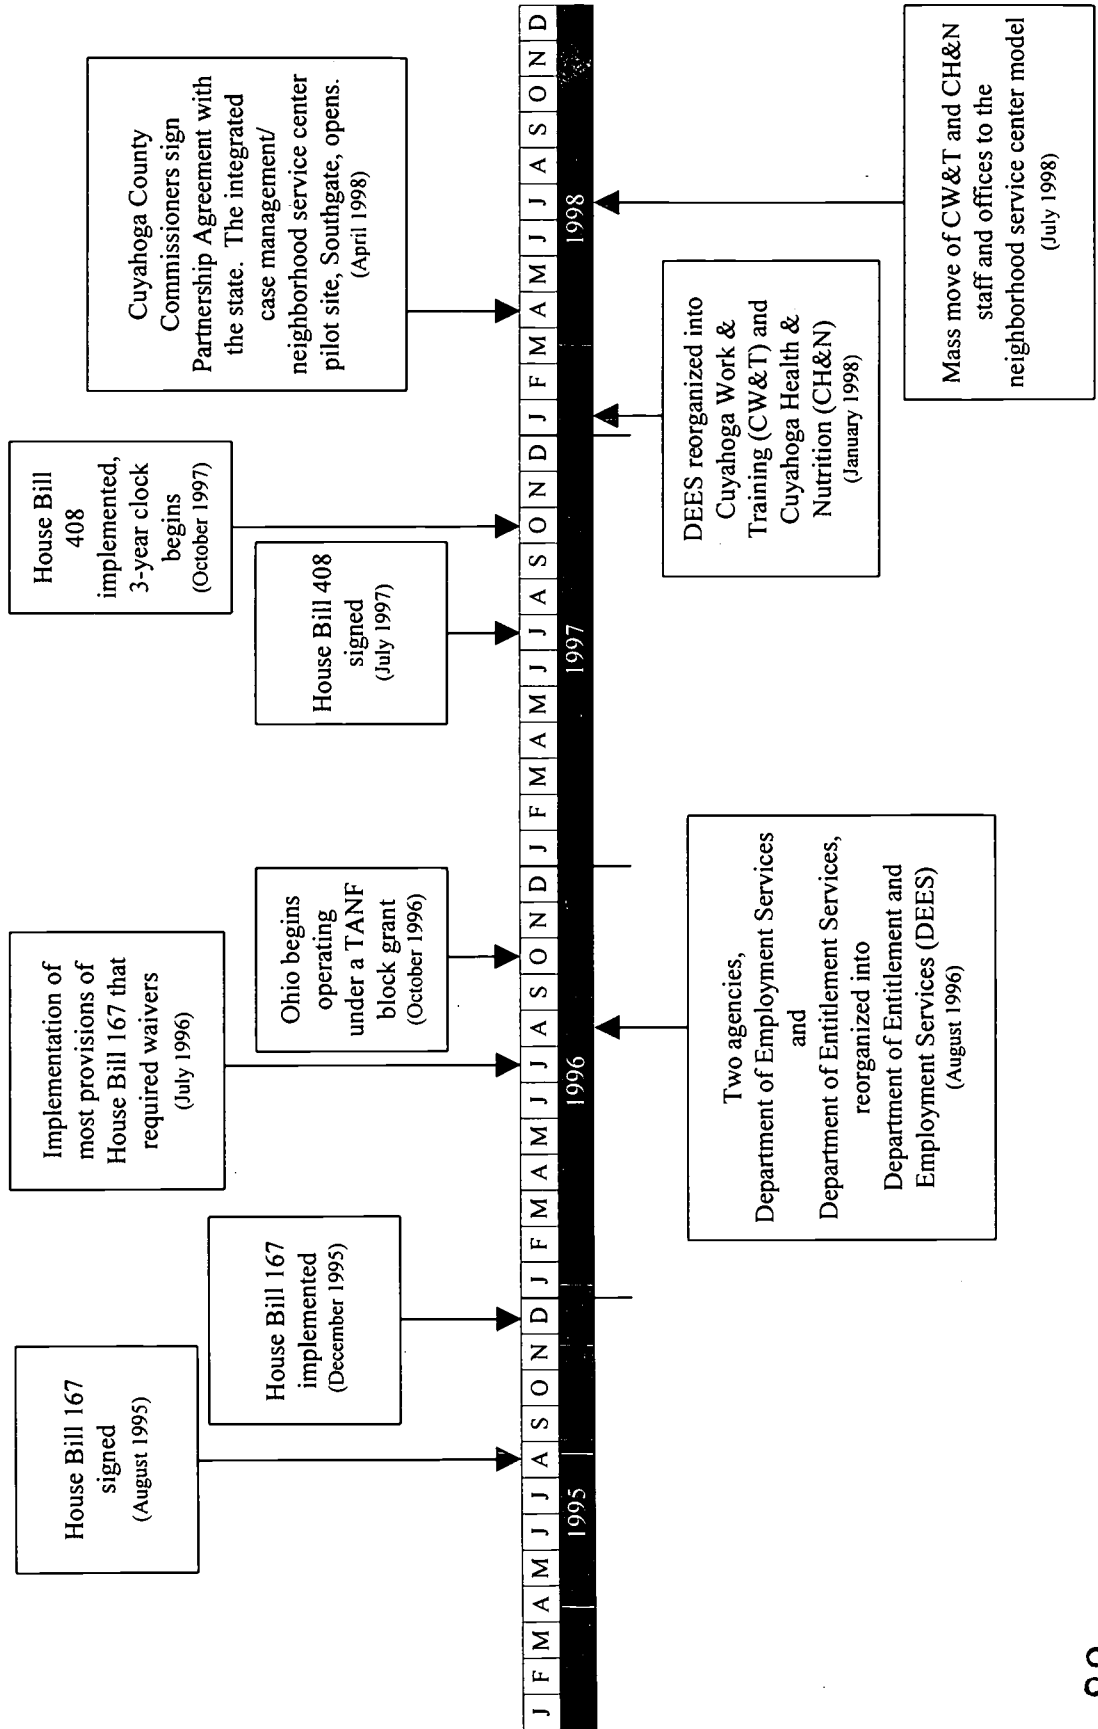 House Bill 167
signed
(August 1995)
House Bill 167
implemented
(December 1995)
Implementation of
most provisions of
House Bill 167 that
required waivers
(July 1996)
Ohio begins
operating
under a TANF
block grant
(October 1996)
House Bill 408
signed
(July 1997)
House Bill
408
implemented,
3-year clock
begins
(October 1997)
Cuyahoga County
Commissioners sign
Partnership Agreement with
the state. The integrated
case management/
neighborhood service center
pilot site, Southgate, opens.
(April 1998)
J F M A M J J A S O N D J F M A M J J A S O N D J F M A M J J A S O N D J F M A M J J A S O N D
1995 1996 1997 1998
Two agencies,
Department of Employment Services
and
Department of Entitlement Services,
reorganized into
Department of Entitlement and
Employment Services (DEES)
(August 1996)
DEES reorganized into
Cuyahoga Work &
Training (CW&T) and
Cuyahoga Health &
Nutrition (CH&N)
(January 1998)
Mass move of CW&T and CH&N
staff and offices to the
neighborhood service center model
(July 1998)